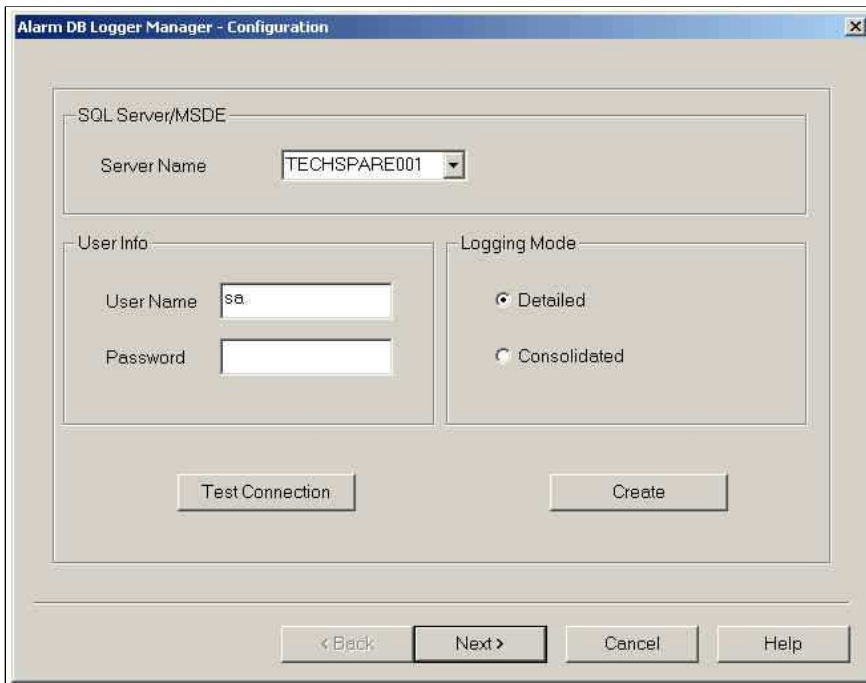 Alarm DB Logger Manager - Configuration
SQL Server/MSDE
Server Name
TECHSPARE001
User Info
User Name
sa
Password
Logging Mode
Detailed
Consolidated
Test Connection
Create
< Back
Next >
Cancel
Help